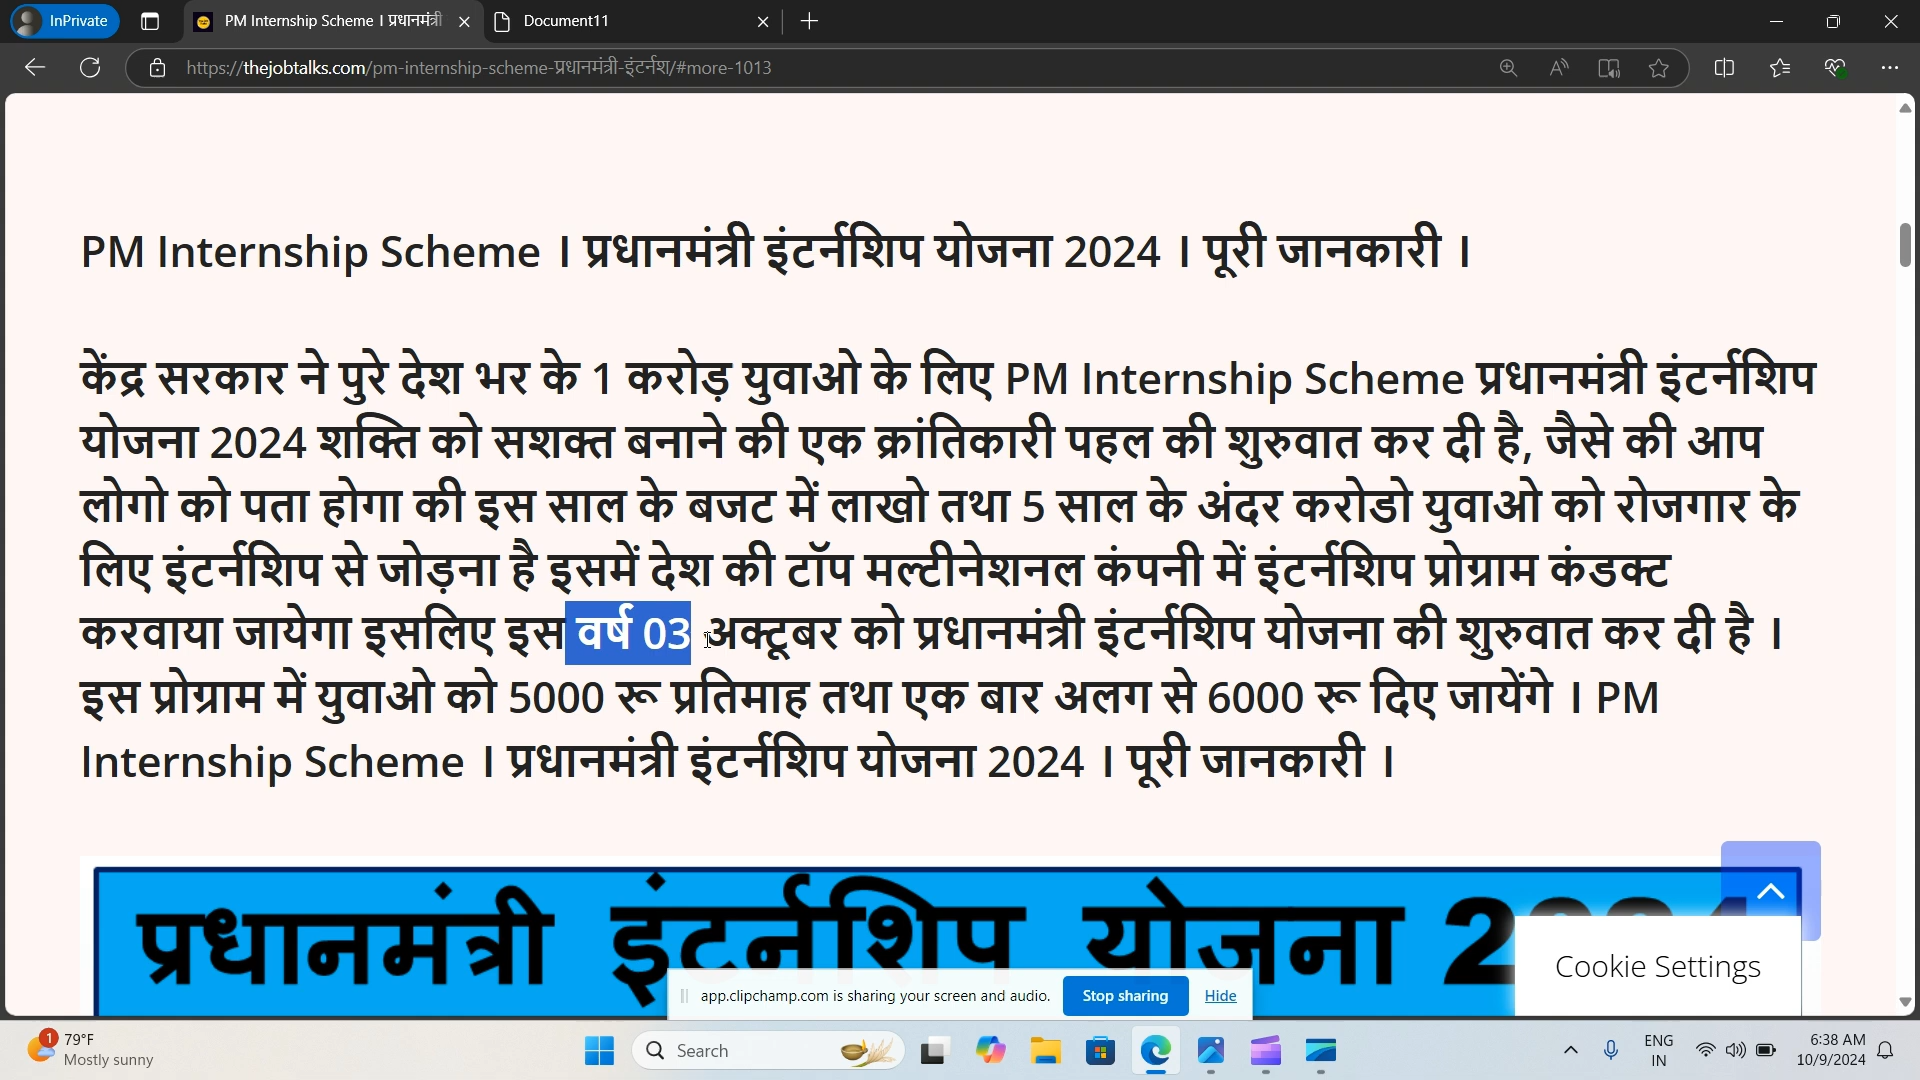 InPrivate
PM Internship Scheme । प्रधानमंत्री
Document11
https://thejobtalks.com/pm-internship-scheme-प्रधानमंत्री-इंटर्नश/#more-1013
PM Internship Scheme । प्रधानमंत्री इंटर्नशिप योजना 2024 । पूरी जानकारी ।
केंद्र सरकार ने पुरे देश भर के 1 करोड़ युवाओ के लिए PM Internship Scheme प्रधानमंत्री इंटर्नशिप
योजना 2024 शक्ति को सशक्त बनाने की एक क्रांतिकारी पहल की शुरुवात कर दी है, जैसे की आप
लोगो को पता होगा की इस साल के बजट में लाखो तथा 5 साल के अंदर करोडो युवाओ को रोजगार के
लिए इंटर्नशिप से जोड़ना है इसमें देश की टॉप मल्टीनेशनल कंपनी में इंटर्नशिप प्रोग्राम कंडक्ट
करवाया जायेगा इसलिए इस वर्ष 03 अक्टूबर को प्रधानमंत्री इंटर्नशिप योजना की शुरुवात कर दी है ।
इस प्रोग्राम में युवाओ को 5000 रू प्रतिमाह तथा एक बार अलग से 6000 रू दिए जायेंगे । PM
Internship Scheme । प्रधानमंत्री इंटर्नशिप योजना 2024 । पूरी जानकारी ।
प्रधानमंत्री इंटर्नशिप योजना
Cookie Settings
app.clipchamp.com is sharing your screen and audio.
Stop sharing
Hide
1
79°F
Mostly sunny
Search
ENG
IN
6:38 AM
10/9/2024